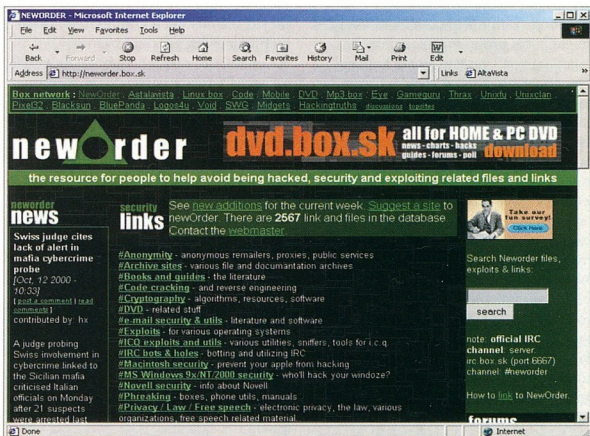 NEWORDER - Microsoft Internet Explorer
File Edit View Favorites Tools Help
Back Forward Stop Refresh Home Search Favorites History Mail Print Edit
Address http://neworder.box.sk Links AltaVista
Box network : NewOrder . Astalavista . Linux box . Code . Mobile . DVD . Mp3 box . Eye . Gameguru . Thrax . Unixfu . Unixclan .
Pixel32 . Blacksun . BluePanda . Logos4u . Void . SWG . Midgets . Hackingtruths discussions toprites
new rder
dvd.box.sk
all for HOME & PC DVD
news - charts - hacks
guides - forums - poll
download
the resource for people to help avoid being hacked, security and exploiting related files and links
neworder
news
Swiss judge cites
lack of alert in
mafia cybercrime
probe
[Oct, 12 2000 -
10:33]
[ post a comment | read
comments ]
contributed by: hx
A judge probing
Swiss involvement in
cybercrime linked to
the Sicilian mafia
criticised Italian
officials on Monday
after 21 suspects
were arrested last
security
links
See new additions for the current week. Suggest a site to
newOrder. There are 2567 link and files in the database
Contact the webmaster.
#Anonymity - anonymous remailers, proxies, public services
#Archive sites - various file and documantation archives
#Books and guides - the literature
#Code cracking - and reverse engineering
#Cryptography - algorithms, resources, software
#DVD - related stuff
#e-mail security & utils - literature and software
#Exploits - for various operating systems
#ICQ exploits and utils - various utilities, sniffers, tools for i.c.q.
#IRC bots & holes - botting and utilizing IRC
#Macintosh security - prevent your apple from hacking
#MS Windows 9x/NT/2000 security - who'll hack your windoze?
#Novell security - info about Novell
#Phreaking - boxes, phone utils, manuals
#Privacy / Law / Free speech - electronic privacy, the law, various
organizations, free speech related material.
Take our
fun survey!
Click Here
Search Neworder files,
exploits & links:
search
note: official IRC
channel: server
irc.box.sk (port 6667)
channel: #neworder
How to link to NewOrder.
forums
Done Internet